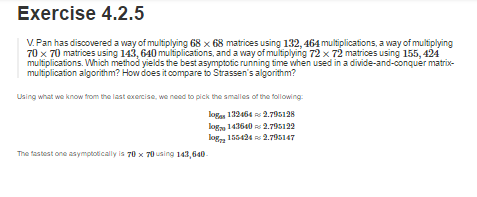 Exercise 4.2.5
V. Pan has discovered a way of multiplying 68 × 68 matrices using 132, 464 multiplications, a way of multiplying
70 × 70 matrices using 143, 640 multiplications, and a way of multiplying 72 × 72 matrices using 155, 424
multiplications. Which method yields the best asymptotic running time when used in a divide-and-conquer matrix-
multiplication algorithm? How does it compare to Strassen's algorithm?
Using what we know from the last exercise, we need to pick the smalles of the following:
log₆₈ 132464 ≈ 2.795128
log₇₀ 143640 ≈ 2.795122
log₇₂ 155424 ≈ 2.795147
The fastest one asymptotically is 70 × 70 using 143,640.